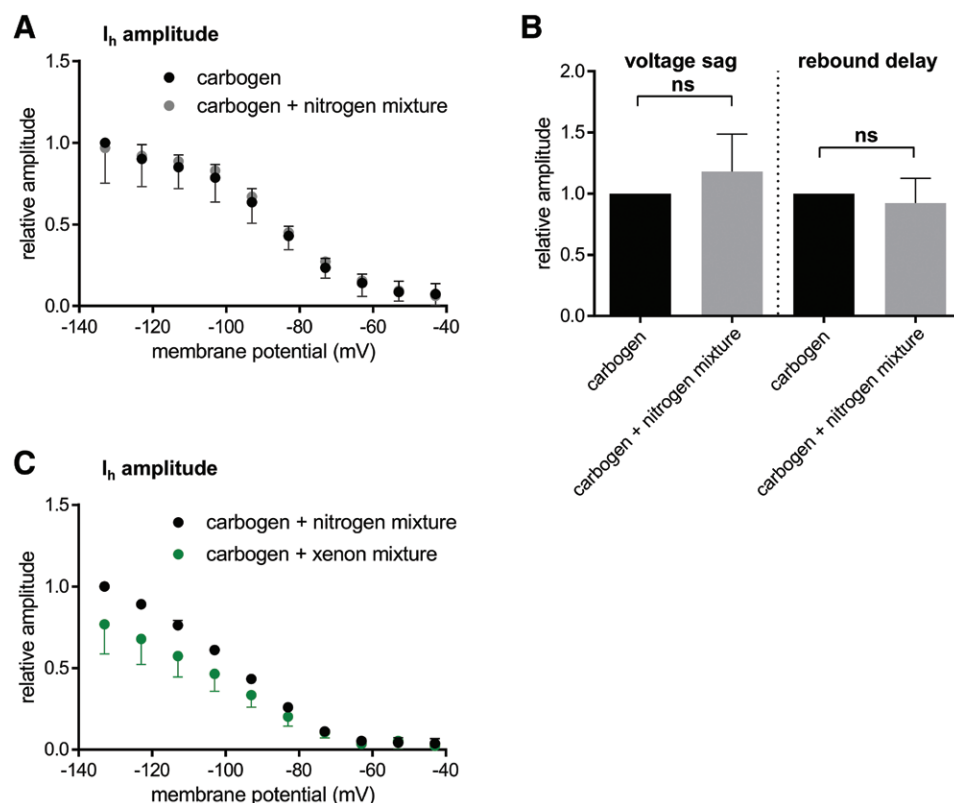 A
I_h amplitude
1.5
carbogen
carbogen + nitrogen mixture
1.0
relative amplitude
0.5
0.0
-140 -120 -100 -80 -60 -40
membrane potential (mV)
B
voltage sag rebound delay
2.0
ns
1.5
ns
1.0
relative amplitude
0.5
0.0
carbogen
carbogen + nitrogen mixture
carbogen
carbogen + nitrogen mixture
C
I_h amplitude
1.5
carbogen + nitrogen mixture
carbogen + xenon mixture
1.0
relative amplitude
0.5
0.0
-140 -120 -100 -80 -60 -40
membrane potential (mV)